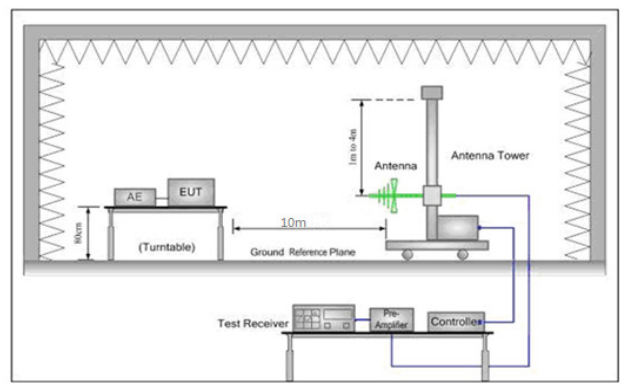 1m to 4m
Antenna
Antenna Tower
AE
EUT
80cm
(Turntable)
10m
Ground Reference Plane
Test Receiver
Pre-
Amplifier
Controller